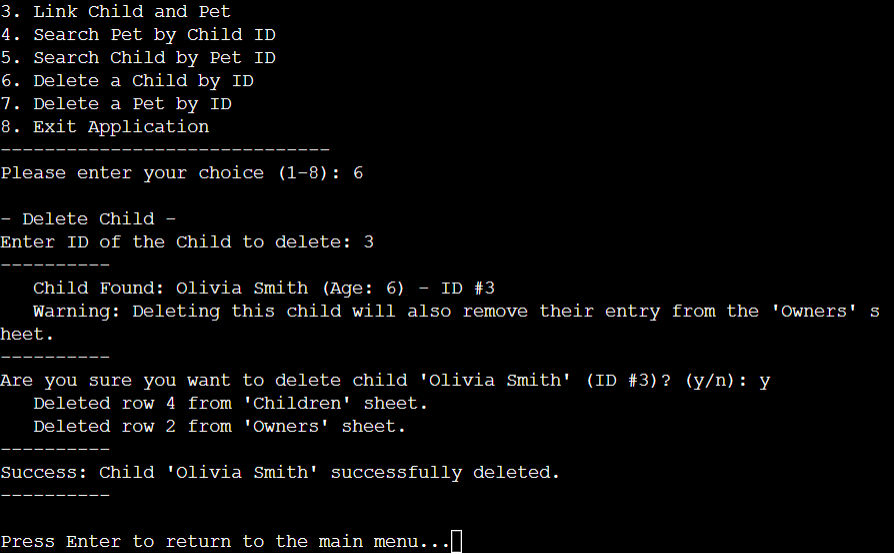 3. Link Child and Pet
4. Search Pet by Child ID
5. Search Child by Pet ID
6. Delete a Child by ID
7. Delete a Pet by ID
8. Exit Application
------------------------------
Please enter your choice (1-8): 6
- Delete Child -
Enter ID of the Child to delete: 3
----------
Child Found: Olivia Smith (Age: 6) - ID #3
Warning: Deleting this child will also remove their entry from the 'Owners' s
heet.
----------
Are you sure you want to delete child 'Olivia Smith' (ID #3)? (y/n): y
Deleted row 4 from 'Children' sheet.
Deleted row 2 from 'Owners' sheet.
----------
Success: Child 'Olivia Smith' successfully deleted.
----------
Press Enter to return to the main menu...